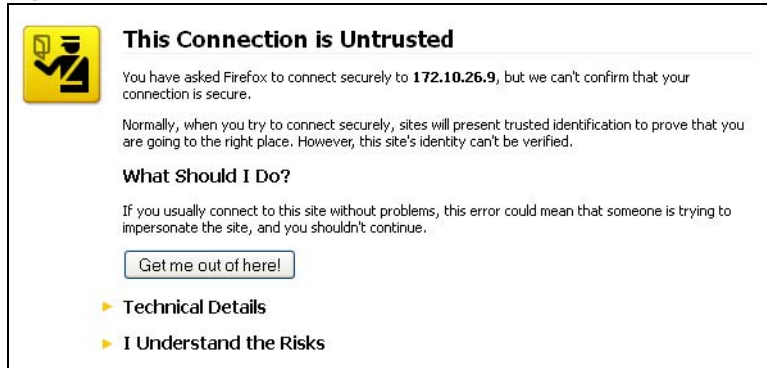 This Connection is Untrusted
You have asked Firefox to connect securely to 172.10.26.9, but we can't confirm that your
connection is secure.
Normally, when you try to connect securely, sites will present trusted identification to prove that you
are going to the right place. However, this site's identity can't be verified.
What Should I Do?
If you usually connect to this site without problems, this error could mean that someone is trying to
impersonate the site, and you shouldn't continue.
Get me out of here!
Technical Details
I Understand the Risks